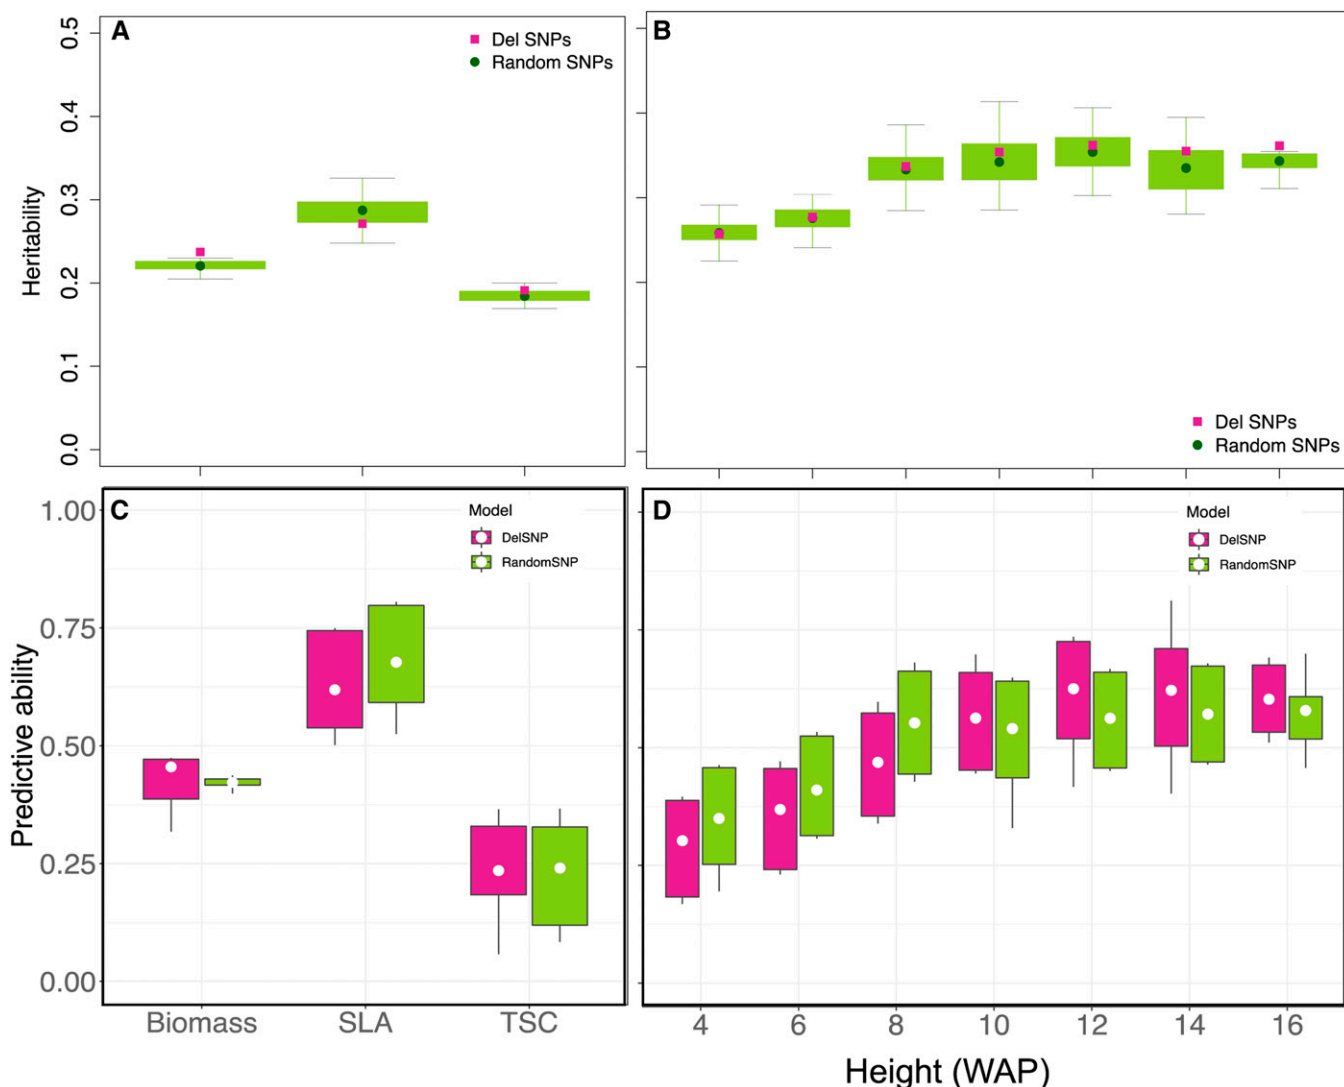 A
Del SNPs
Random SNPs
0.5
0.4
0.3
0.2
0.1
0.0
Heritability
B
Del SNPs
Random SNPs
C
Model
DelSNP
RandomSNP
1.00
0.75
0.50
0.25
0.00
Predictive ability
Biomass SLA TSC
D
Model
DelSNP
RandomSNP
4 6 8 10 12 14 16
Height (WAP)